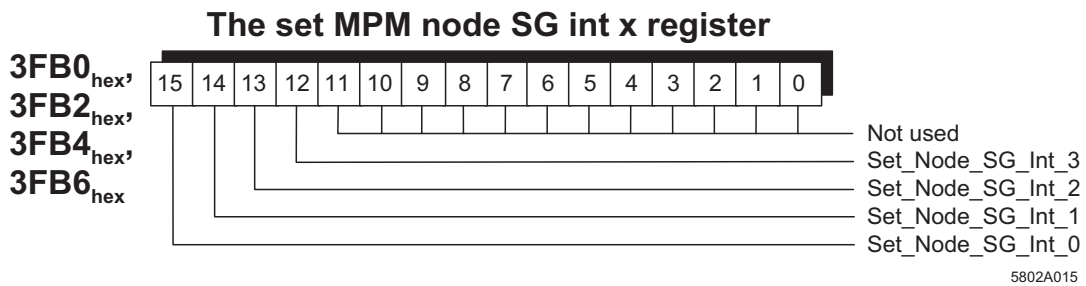 The set MPM node SG int x register
3FB0hex,
3FB2hex,
3FB4hex,
3FB6hex
15 14 13 12 11 10 9 8 7 6 5 4 3 2 1 0
Not used
Set_Node_SG_Int_3
Set_Node_SG_Int_2
Set_Node_SG_Int_1
Set_Node_SG_Int_0
5802A015